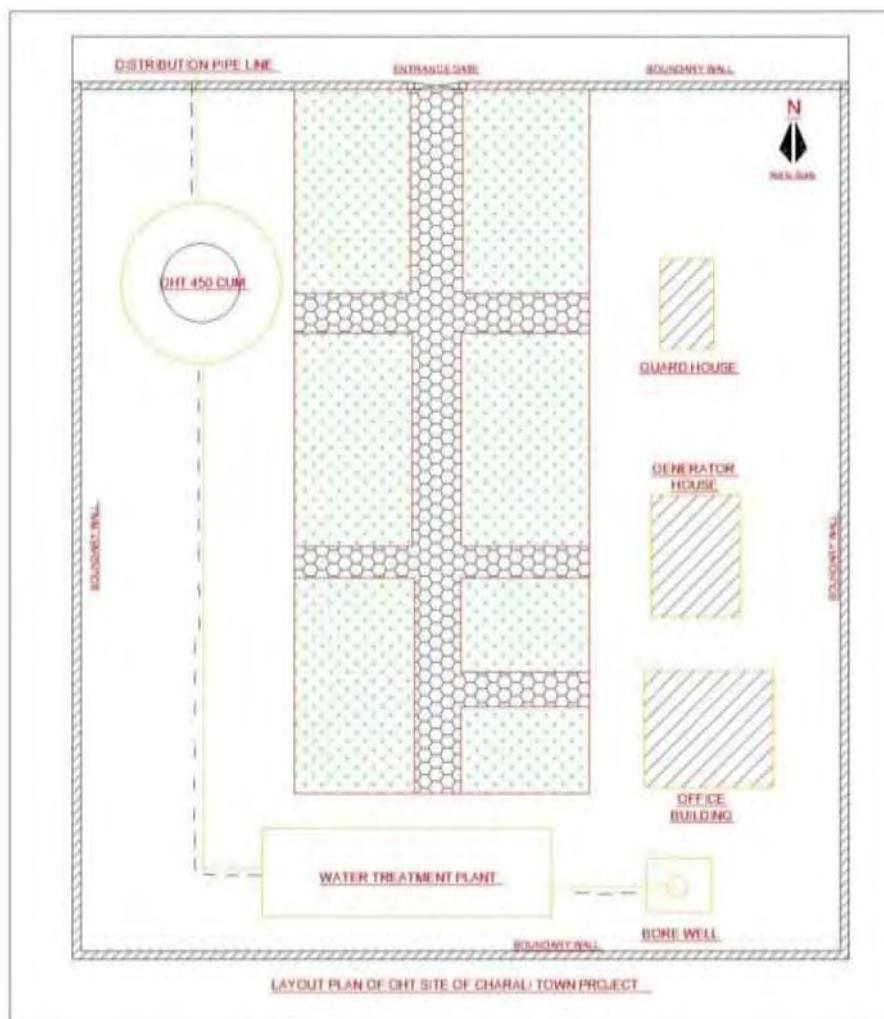 DISTRIBUTION PIPE LINE
ENTRANCE GATE
BOUNDARY WALL
N
OHT 450 CUM
GUARD HOUSE
GENERATOR
HOUSE
BOUNDARY WALL
BOUNDARY WALL
OFFICE
BUILDING
WATER TREATMENT PLANT
BORE WELL
BOUNDARY WALL
LAYOUT PLAN OF OHT SITE OF CHARALI TOWN PROJECT